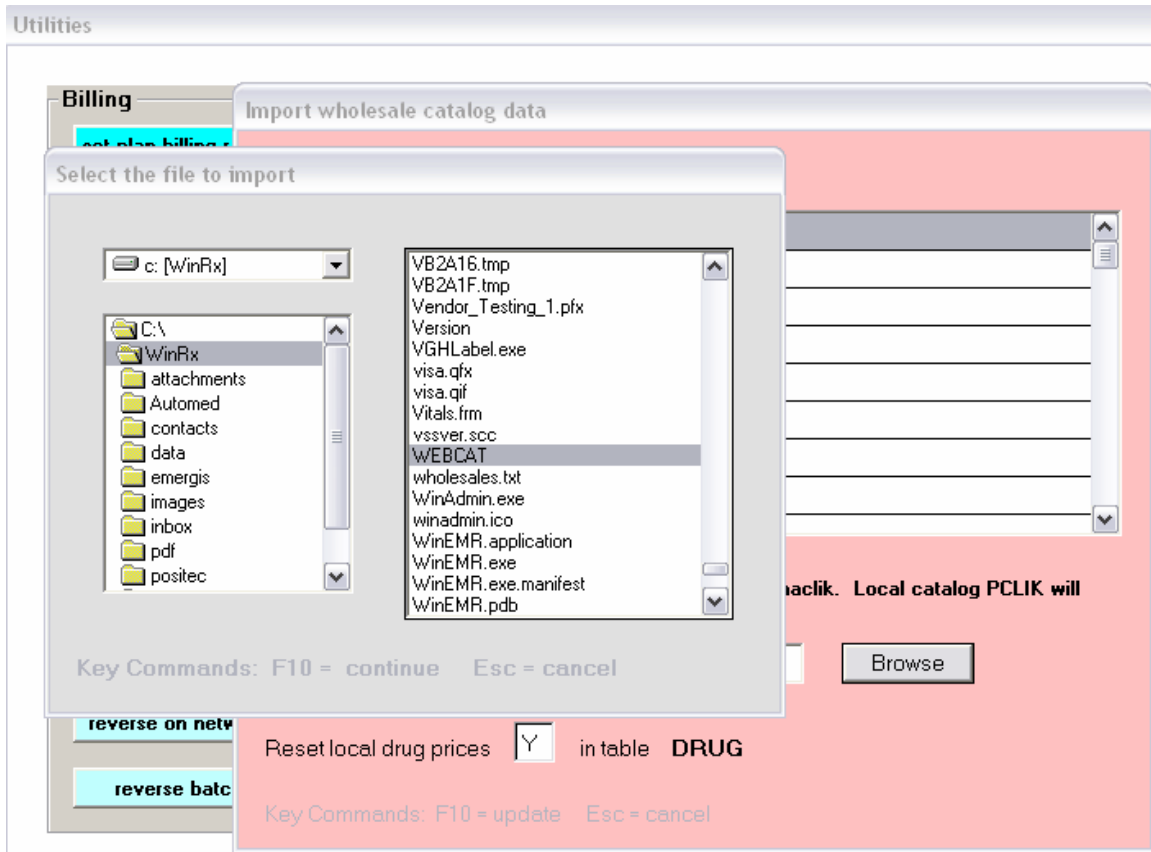 Utilities
Billing
Import wholesale catalog data
set plan billing
Select the file to import
c: [WinRx]
C:\
WinRx
attachments
Automed
contacts
data
emergis
images
inbox
pdf
positec
VB2A16.tmp
VB2A1F.tmp
Vendor_Testing_1.pfx
Version
VGHLabel.exe
visa.qfx
visa.qif
Vitals.frm
vssver.scc
WEBCAT
wholesales.txt
WinAdmin.exe
winadmin.ico
WinEMR.application
WinEMR.exe
WinEMR.exe.manifest
WinEMR.pdb
Key Commands: F10 = continue Esc = cancel
naclik. Local catalog PCLIK will
Browse
reverse on netw
Reset local drug prices Y in table DRUG
reverse batc
Key Commands: F10 = update Esc = cancel